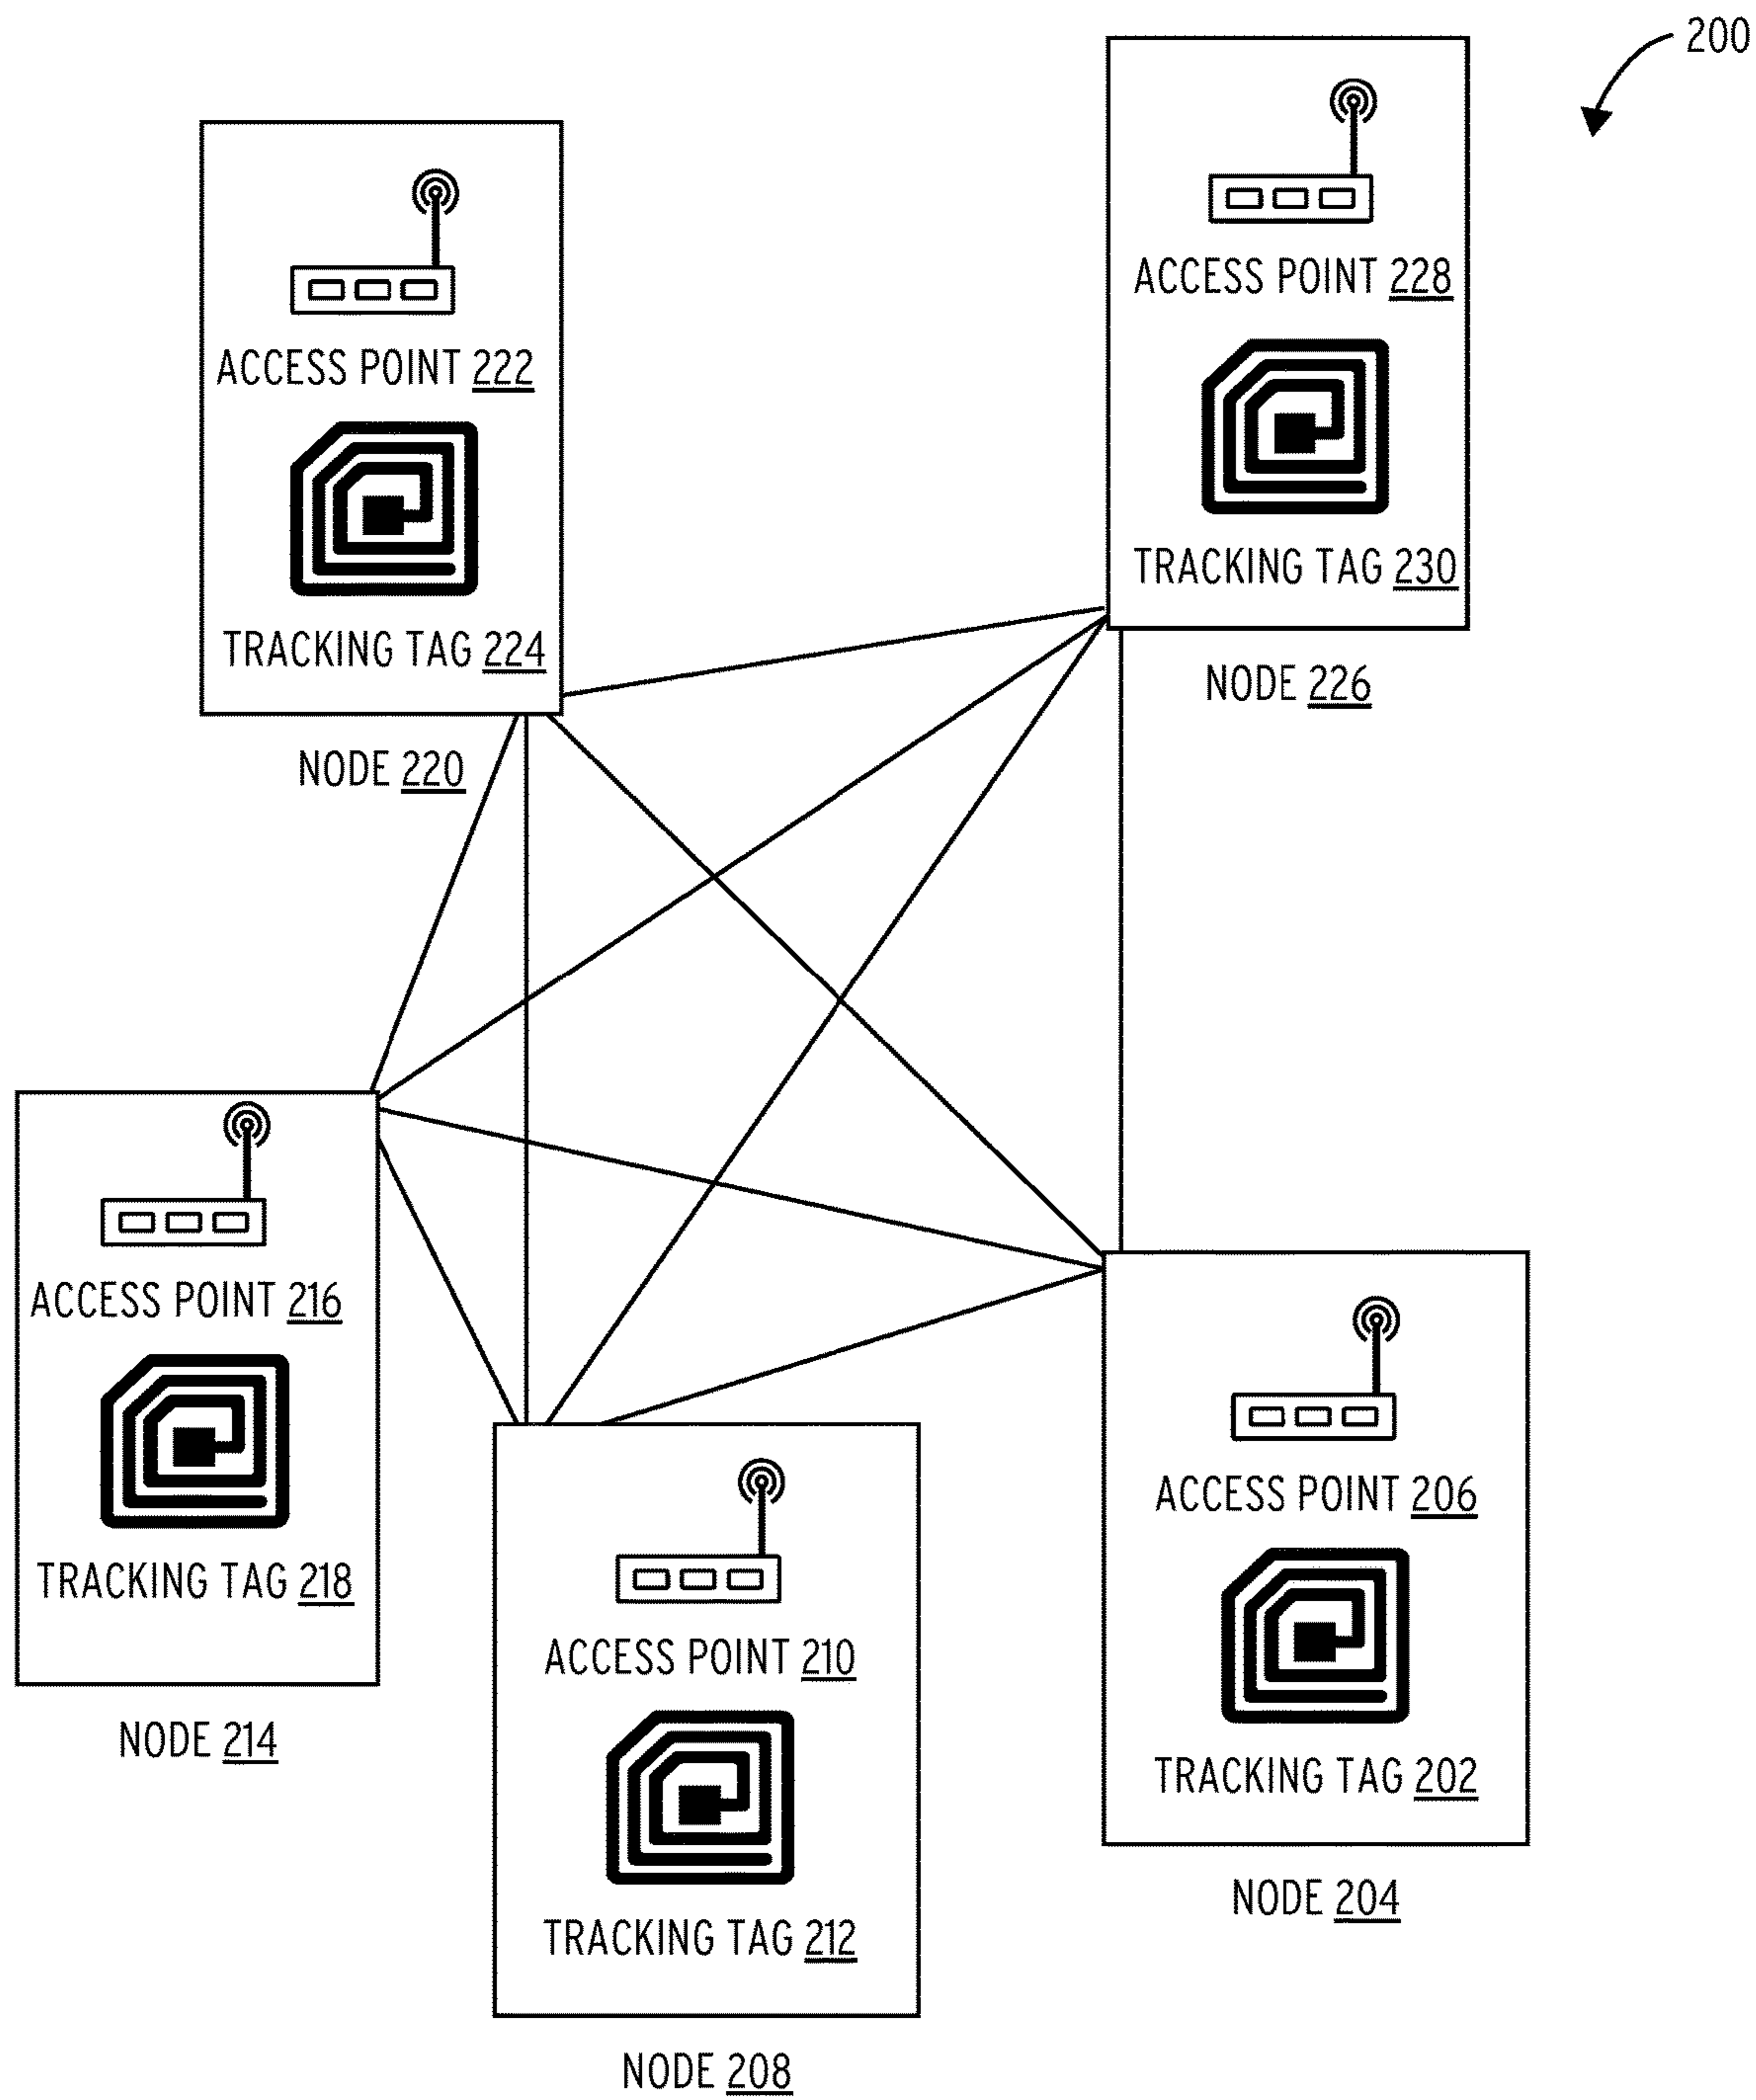 200
ACCESS POINT 228
TRACKING TAG 230
NODE 226
ACCESS POINT 222
TRACKING TAG 224
NODE 220
ACCESS POINT 216
TRACKING TAG 218
NODE 214
ACCESS POINT 210
TRACKING TAG 212
NODE 208
ACCESS POINT 206
TRACKING TAG 202
NODE 204